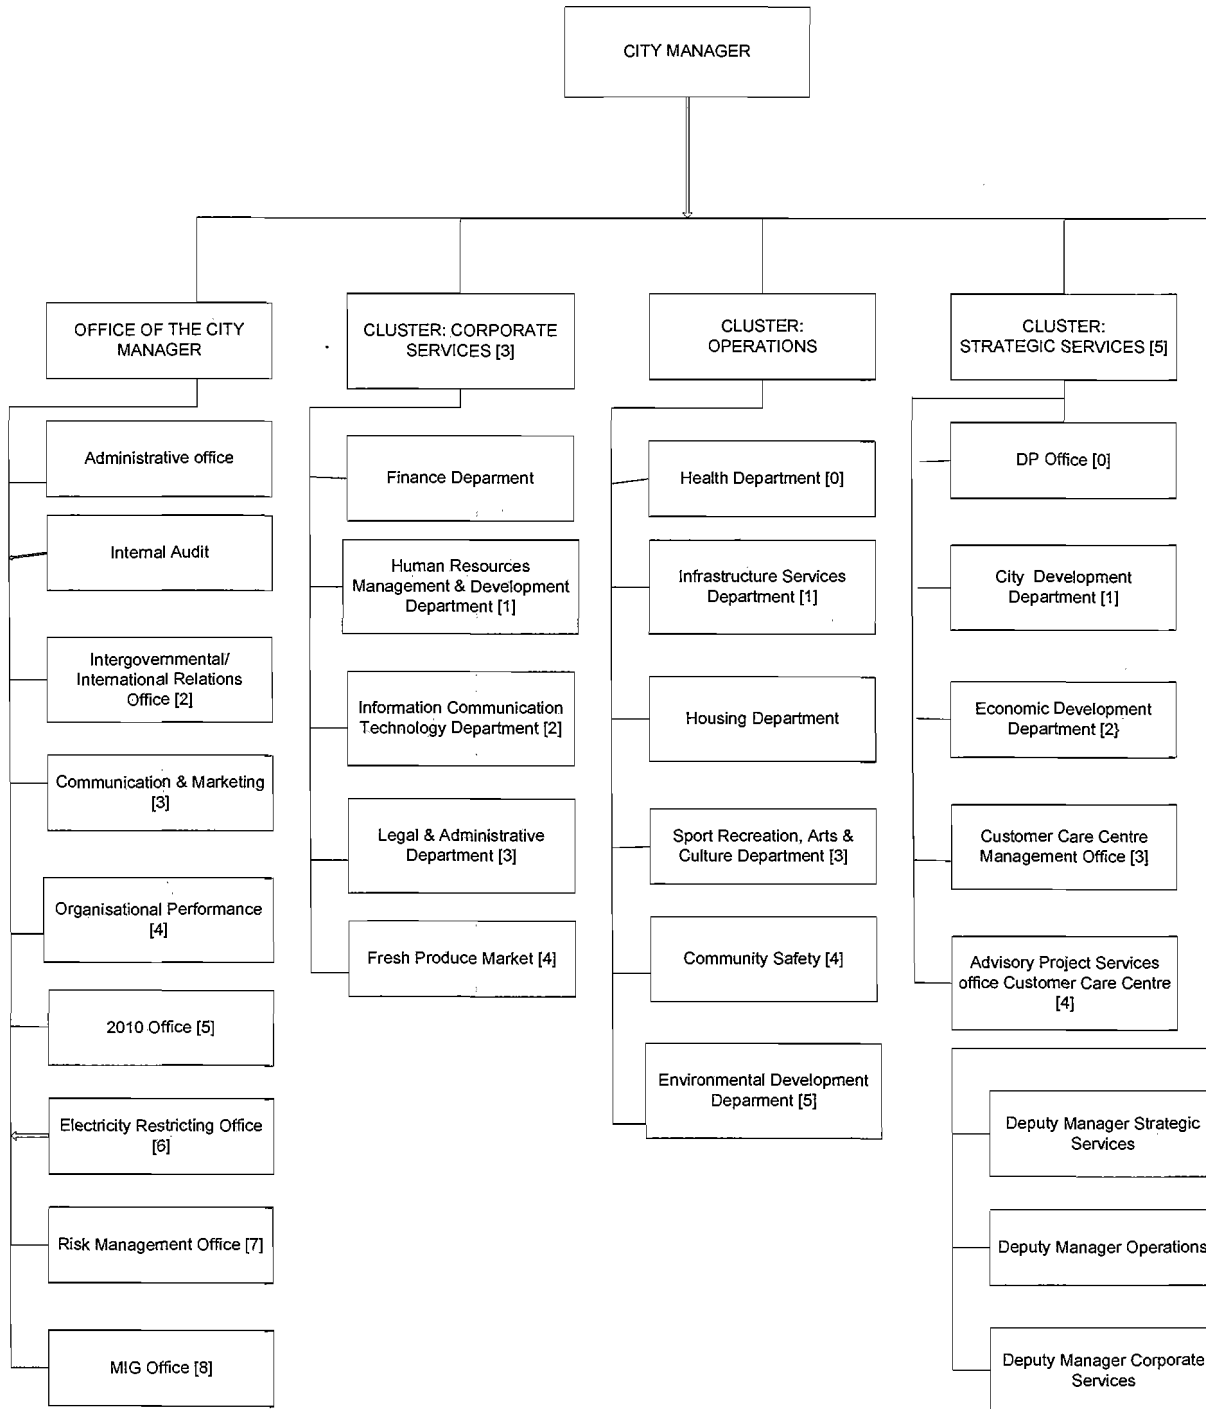 CITY MANAGER
OFFICE OF THE CITY
MANAGER
Administrative office
Internal Audit
Intergovernmental/
International Relations
Office [2]
Communication & Marketing
[3]
Organisational Performance
[4]
2010 Office [5]
Electricity Restricting Office
[6]
Risk Management Office [7]
MIG Office [8]
CLUSTER: CORPORATE
SERVICES [3]
Finance Deparment
Human Resources
Management & Development
Department [1]
Information Communication
Technology Department [2]
Legal & Administrative
Department [3]
Fresh Produce Market [4]
CLUSTER:
OPERATIONS
Health Department [0]
Infrastructure Services
Department [1]
Housing Department
Sport Recreation, Arts &
Culture Department [3]
Community Safety [4]
Environmental Development
Deparment [5]
CLUSTER:
STRATEGIC SERVICES [5]
DP Office [0]
City Development
Department [1]
Economic Development
Department [2}
Customer Care Centre
Management Office [3]
Advisory Project Services
office Customer Care Centre
[4]
Deputy Manager Strategic
Services
Deputy Manager Operations
Deputy Manager Corporate
Services